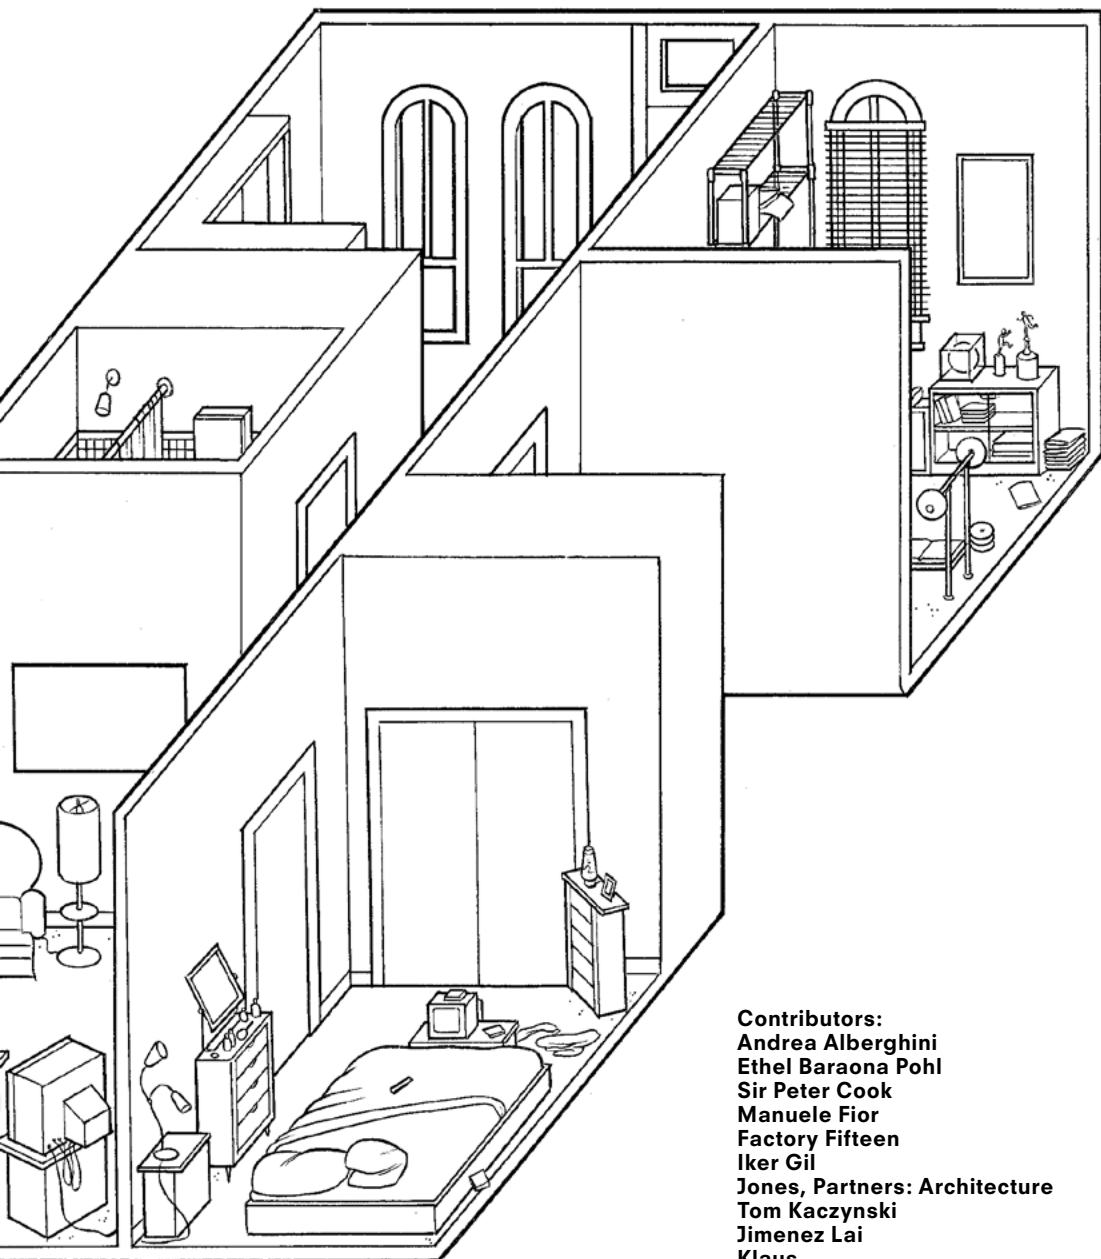 Contributors:
Andrea Alberghini
Ethel Baraona Pohl
Sir Peter Cook
Manuele Fior
Factory Fifteen
Iker Gil
Jones, Partners: Architecture
Tom Kaczynski
Jimenez Lai
Klaus